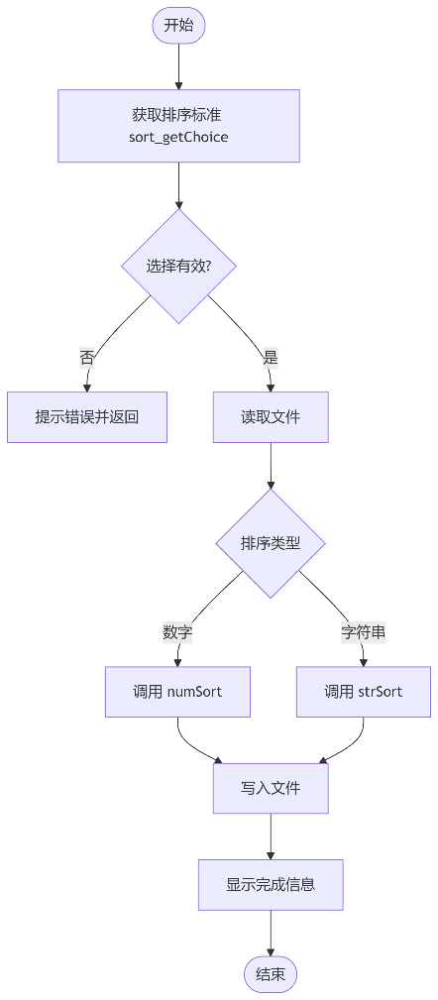 开始
获取排序标准
sort_getChoice
选择有效?
否
是
提示错误并返回
读取文件
排序类型
数字
字符串
调用 numSort
调用 strSort
写入文件
显示完成信息
结束